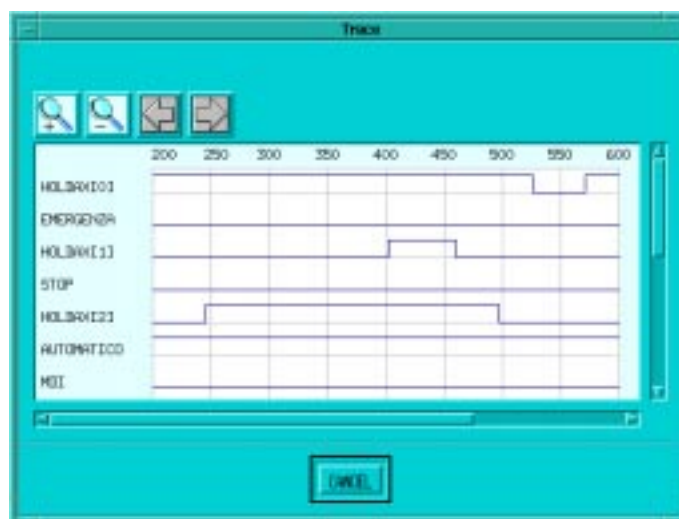 Trace
200 250 300 350 400 450 500 550 600
HOLDAX[0]
EMERGENZA
HOLDAX[1]
STOP
HOLDAX[2]
AUTOMATICO
MDI
CANCEL